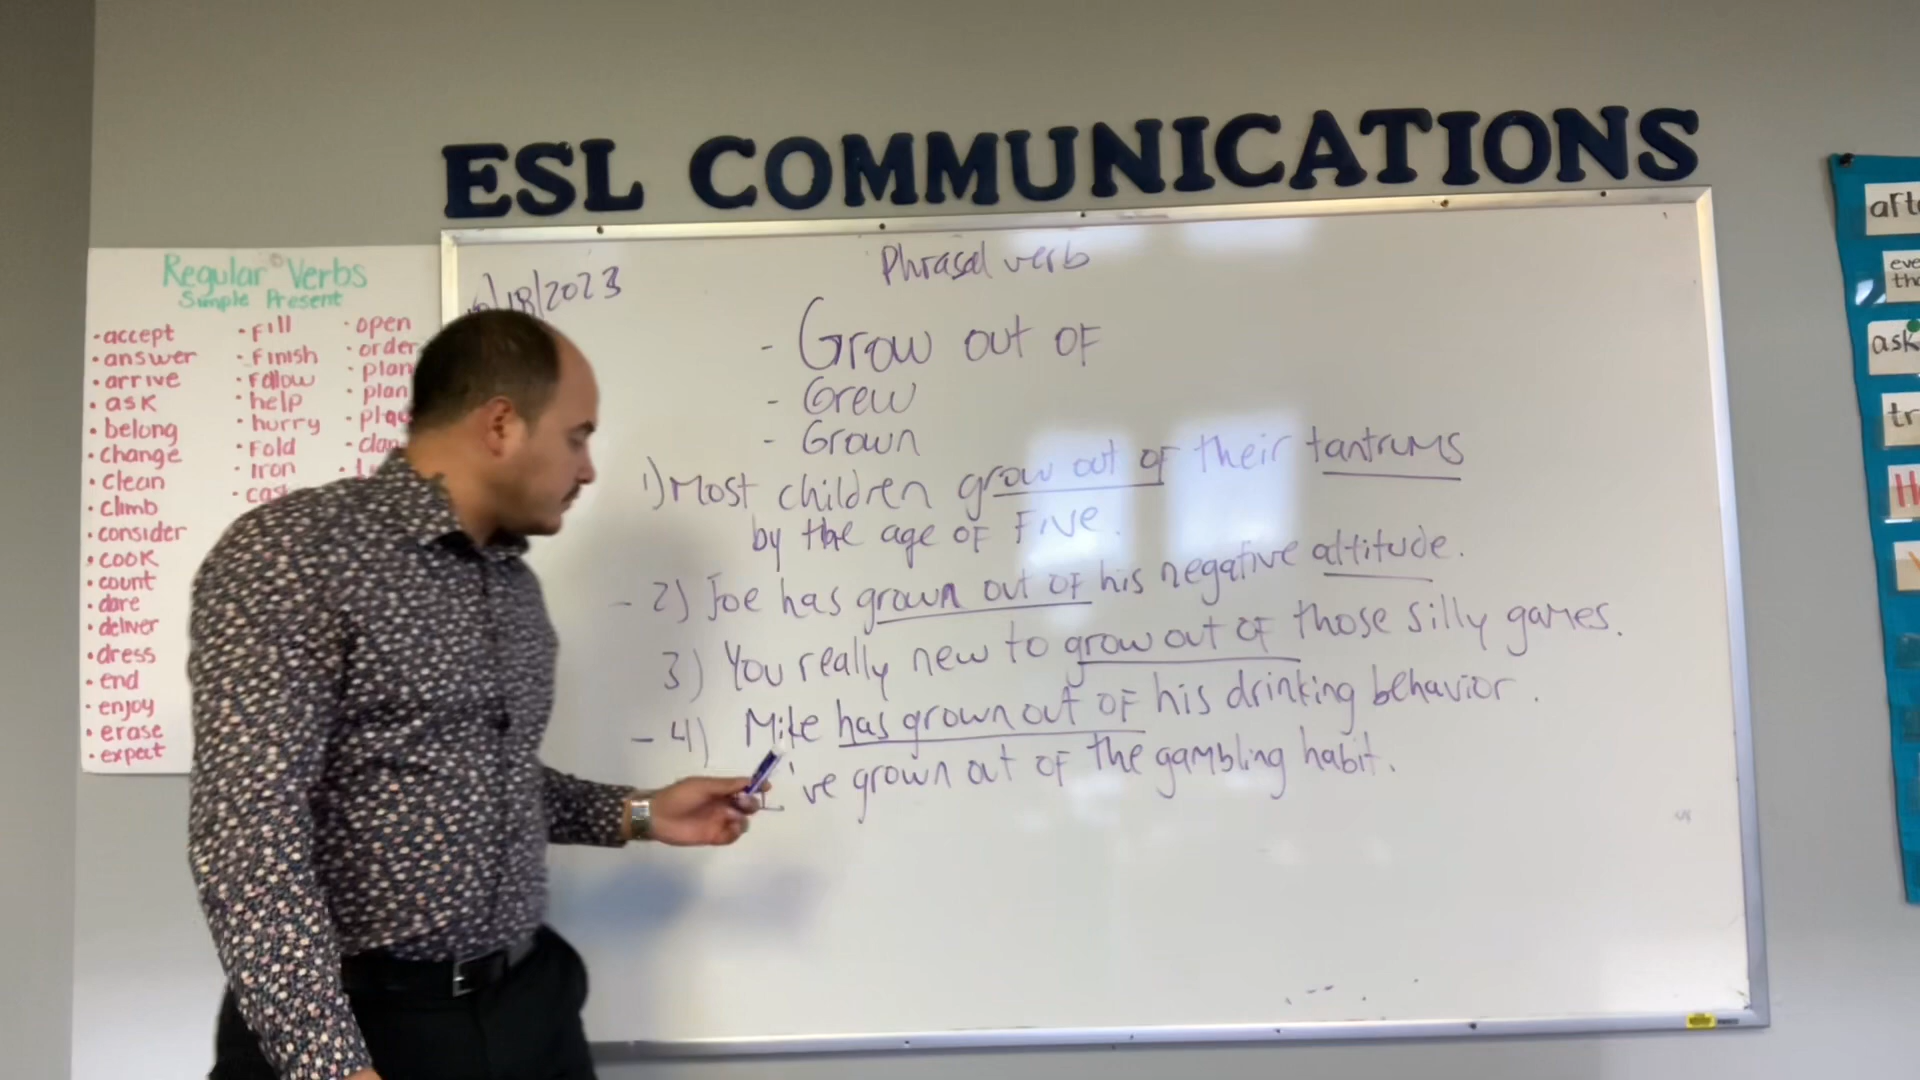 ESL COMMUNICATIONS
Regular Verbs
Simple Present
• accept
• answer
• arrive
• ask
• belong
• change
• clean
• climb
• consider
• cook
• count
• dare
• deliver
• dress
• end
• enjoy
• erase
• expect
• fill
• finish
• follow
• help
• hurry
• fold
• iron
• open
• order
• plan
• plan
/18/2023
Phrasal verb
- Grow out of
- Grew
- Grown
1) Most children grow out of their tantrums
by the age of five.
- 2) Joe has grown out of his negative attitude.
3) You really new to grow out of those silly games.
- 4) Mike has grown out of his drinking behavior.
I've grown out of the gambling habit.
ask